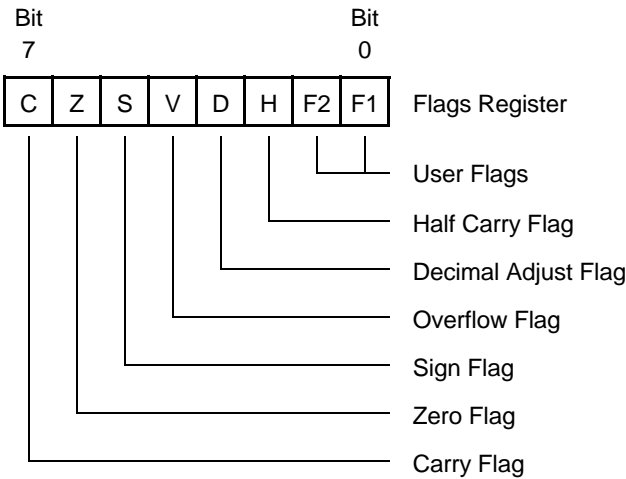 Bit Bit
7 0
C Z S V D H F2 F1 Flags Register
User Flags
Half Carry Flag
Decimal Adjust Flag
Overflow Flag
Sign Flag
Zero Flag
Carry Flag